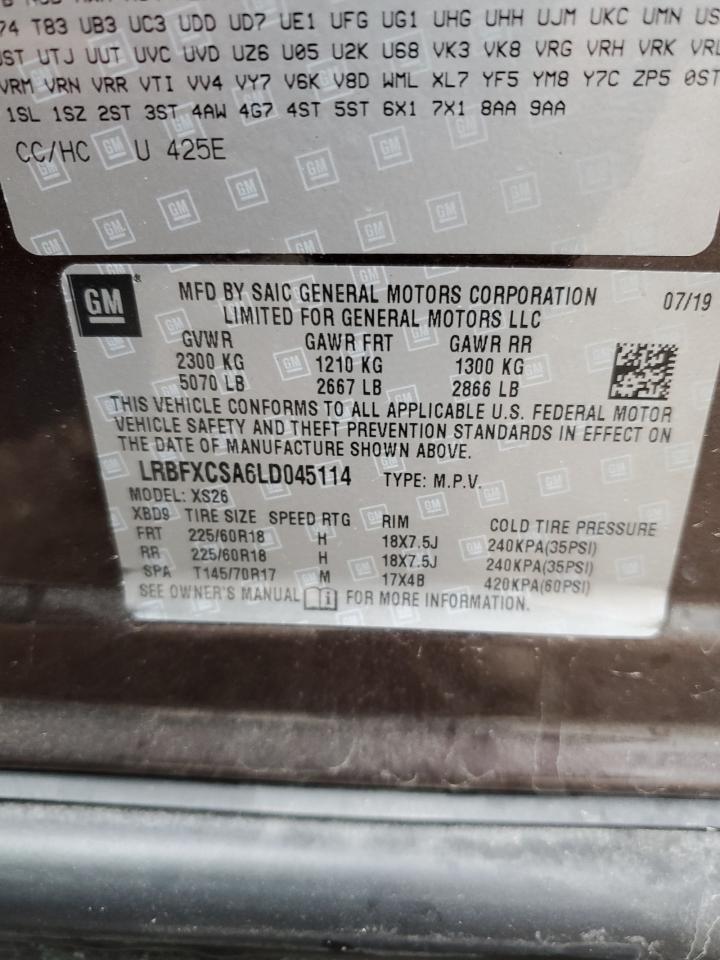 74 T83 UB3 UC3 UDD UD7 UE1 UFG UG1 UHG UHH UJM UKC UMN US
UST UTJ UUT UVC UVD UZ6 U05 U2K U68 VK3 VK8 VRG VRH VRK VRL
VRM VRN VRR VTI VV4 VY7 V6K V8D WML XL7 YF5 YM8 Y7C ZP5 0ST
1SL 1SZ 2ST 3ST 4AW 4G7 4ST 5ST 6X1 7X1 8AA 9AA
CC/HC U 425E
GM
MFD BY SAIC GENERAL MOTORS CORPORATION 07/19
LIMITED FOR GENERAL MOTORS LLC
GVWR GAWR FRT GAWR RR
2300 KG 1210 KG 1300 KG
5070 LB 2667 LB 2866 LB
THIS VEHICLE CONFORMS TO ALL APPLICABLE U.S. FEDERAL MOTOR
VEHICLE SAFETY AND THEFT PREVENTION STANDARDS IN EFFECT ON
THE DATE OF MANUFACTURE SHOWN ABOVE.
LRBFXCSA6LD045114 TYPE: M.P.V.
MODEL: XS26
XBD9 TIRE SIZE SPEED RTG RIM COLD TIRE PRESSURE
FRT 225/60R18 H 18X7.5J 240KPA(35PSI)
RR 225/60R18 H 18X7.5J 240KPA(35PSI)
SPA T145/70R17 M 17X4B 420KPA(60PSI)
SEE OWNER'S MANUAL FOR MORE INFORMATION.